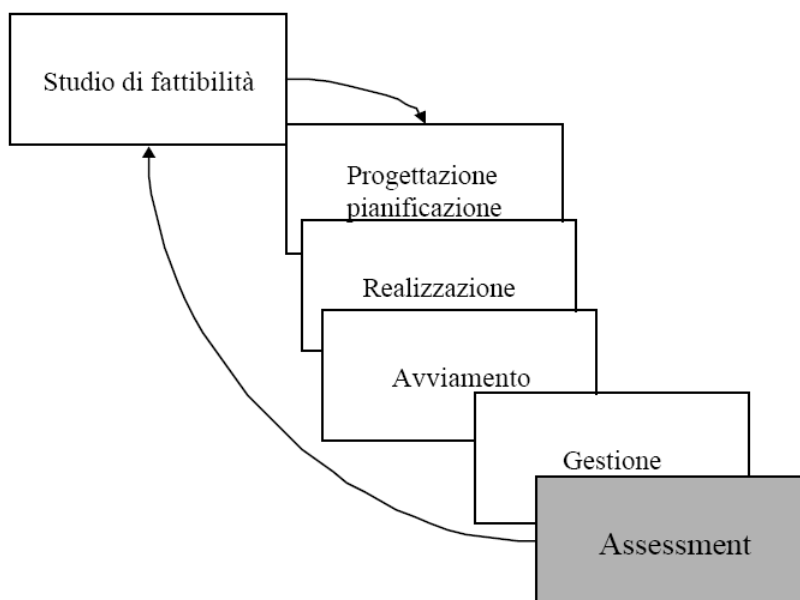 Studio di fattibilità
Progettazione
pianificazione
Realizzazione
Avviamento
Gestione
Assessment